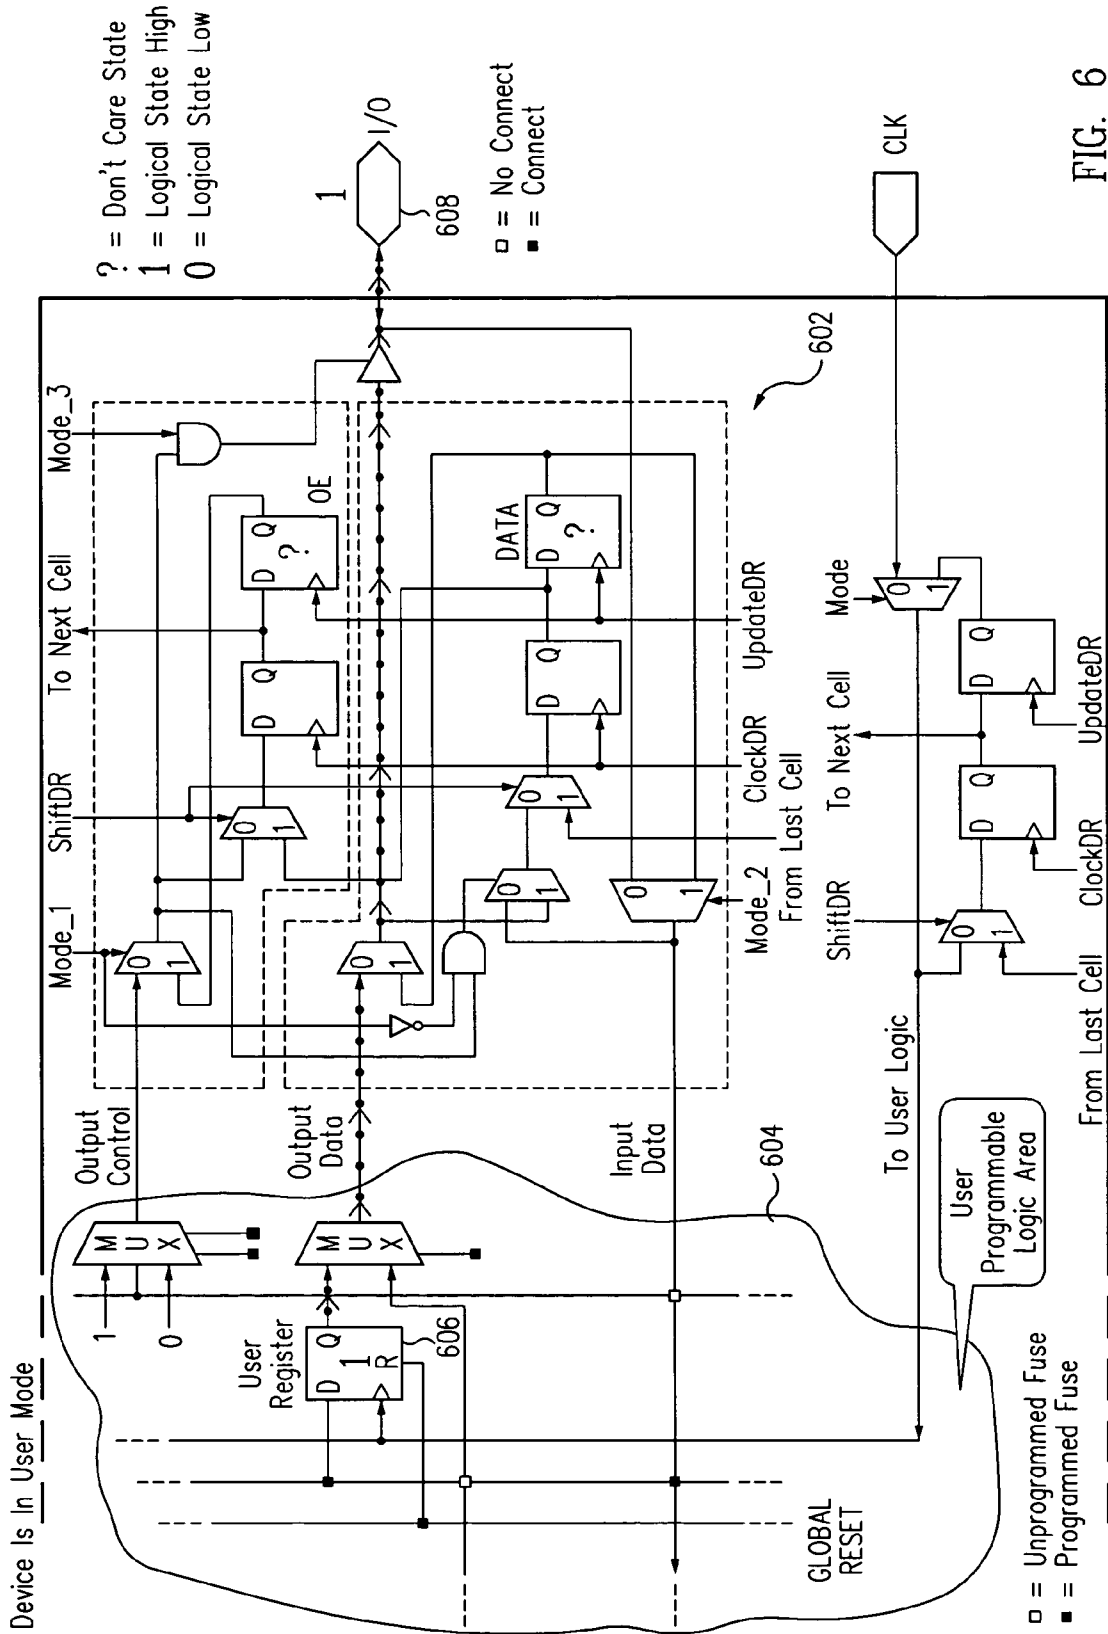 Device Is In User Mode
? = Don't Care State
1 = Logical State High
0 = Logical State Low
Mode_1
ShiftDR
To Next Cell
Mode_3
1
0
M
U
X
Output
Control
0
1
0
1
D Q
D Q
?
OE
User
Register
D Q
1
R
606
M
U
X
Output
Data
0
1
0
1
0
1
D Q
DATA
D Q
?
1
I/O
608
□ = No Connect
■ = Connect
Input
Data
0
1
Mode_2
From Last Cell
ClockDR
UpdateDR
602
604
GLOBAL
RESET
To User Logic
User
Programmable
Logic Area
ShiftDR
To Next Cell
Mode
CLK
0
1
D Q
D Q
0
1
From Last Cell
ClockDR
UpdateDR
□ = Unprogrammed Fuse
■ = Programmed Fuse
FIG. 6